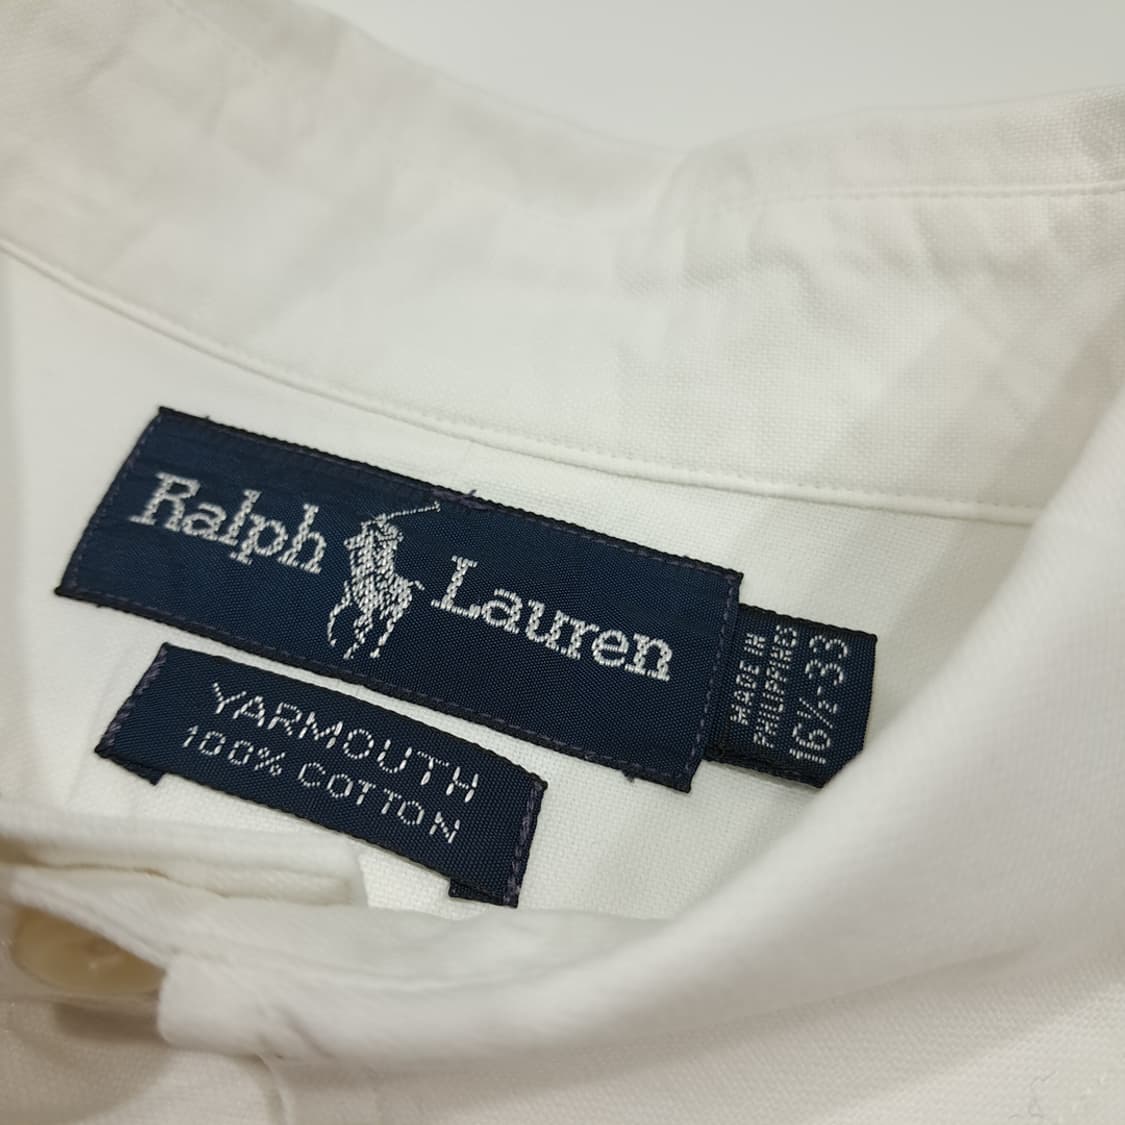 Ralph Lauren
YARMOUTH
100% COTTON
MADE IN
PHILIPPINES
16½-33